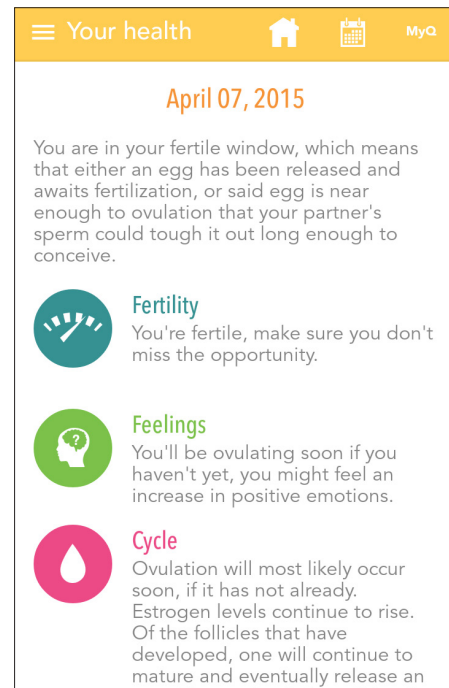 Your health
MyQ
April 07, 2015
You are in your fertile window, which means
that either an egg has been released and
awaits fertilization, or said egg is near
enough to ovulation that your partner's
sperm could tough it out long enough to
conceive.
Fertility
You're fertile, make sure you don't
miss the opportunity.
Feelings
You'll be ovulating soon if you
haven't yet, you might feel an
increase in positive emotions.
Cycle
Ovulation will most likely occur
soon, if it has not already.
Estrogen levels continue to rise.
Of the follicles that have
developed, one will continue to
mature and eventually release an